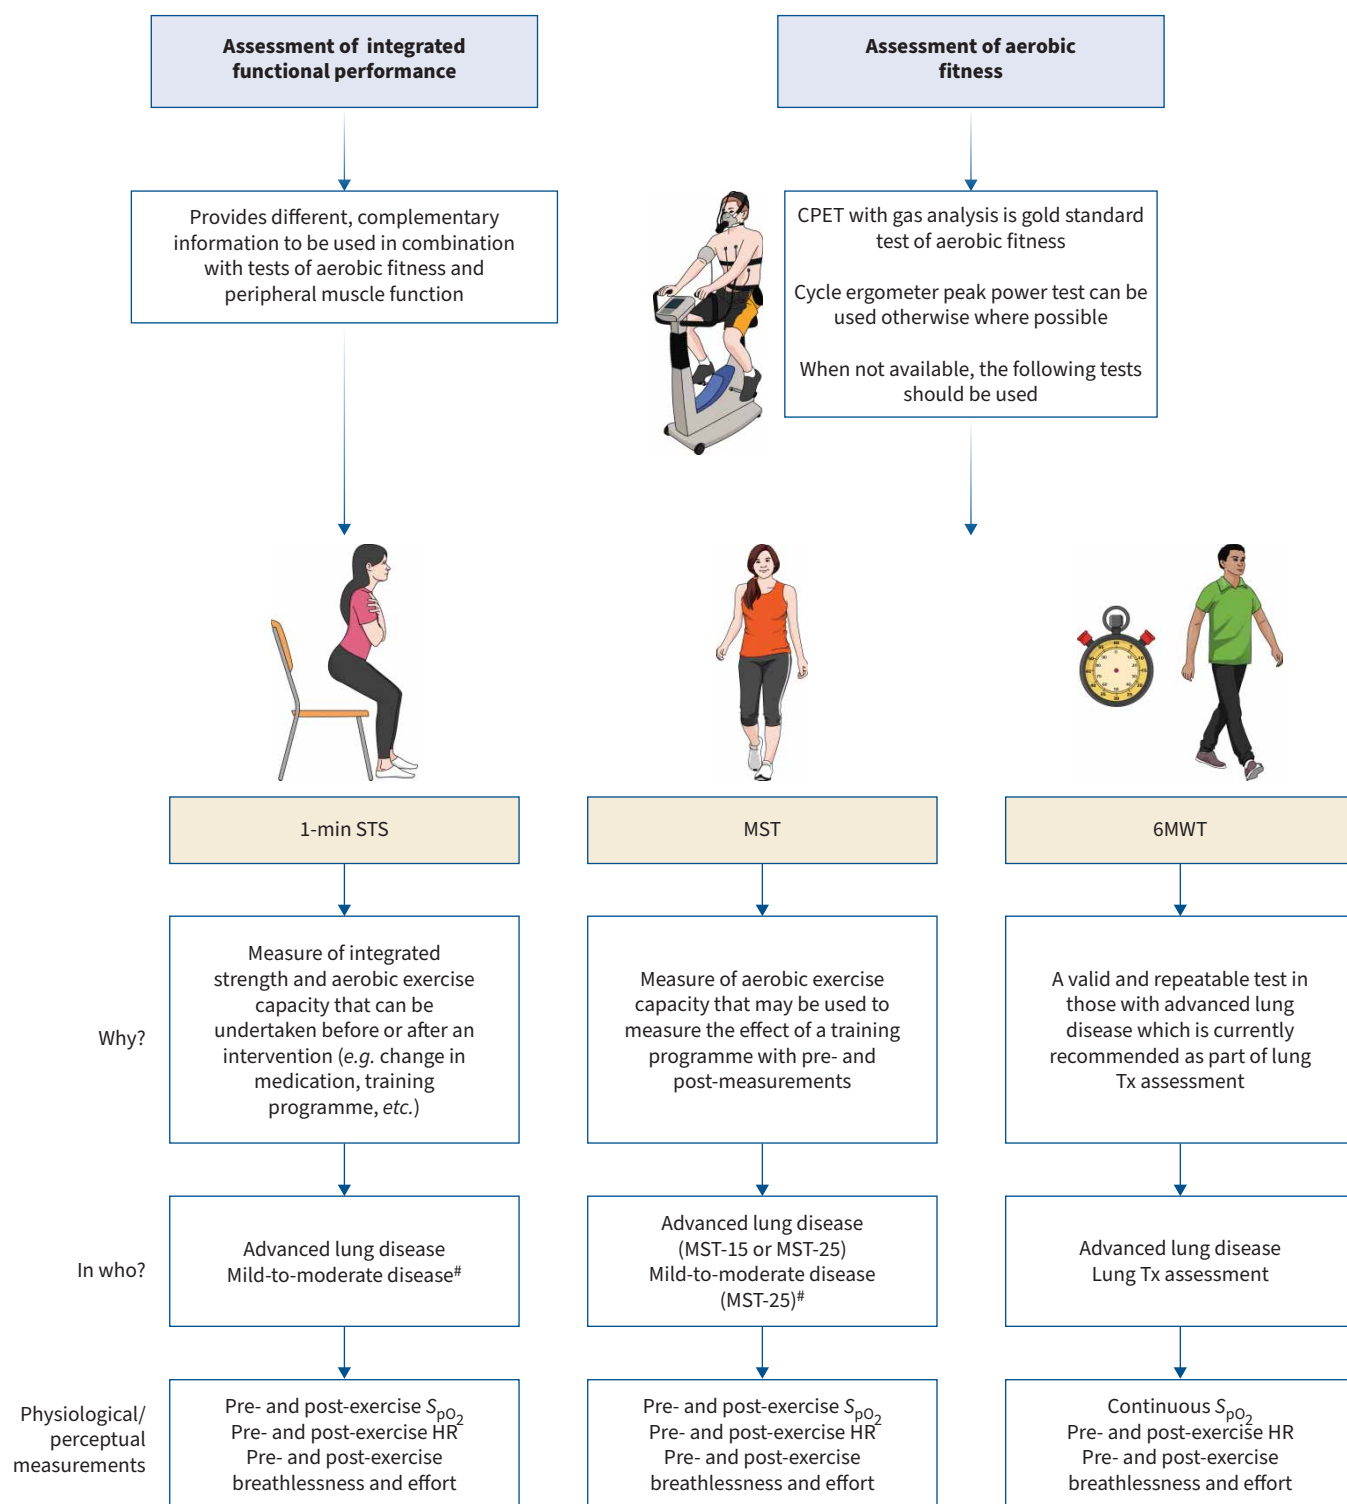 Assessment of integrated
functional performance
Assessment of aerobic
fitness
Provides different, complementary
information to be used in combination
with tests of aerobic fitness and
peripheral muscle function
CPET with gas analysis is gold standard
test of aerobic fitness
Cycle ergometer peak power test can be
used otherwise where possible
When not available, the following tests
should be used
1-min STS
MST
6MWT
Why?
Measure of integrated
strength and aerobic exercise
capacity that can be
undertaken before or after an
intervention (e.g. change in
medication, training
programme, etc.)
Measure of aerobic exercise
capacity that may be used to
measure the effect of a training
programme with pre- and
post-measurements
A valid and repeatable test in
those with advanced lung
disease which is currently
recommended as part of lung
Tx assessment
In who?
Advanced lung disease
Mild-to-moderate disease#
Advanced lung disease
(MST-15 or MST-25)
Mild-to-moderate disease
(MST-25)#
Advanced lung disease
Lung Tx assessment
Physiological/
perceptual
measurements
Pre- and post-exercise SpO2
Pre- and post-exercise HR
Pre- and post-exercise
breathlessness and effort
Pre- and post-exercise SpO2
Pre- and post-exercise HR
Pre- and post-exercise
breathlessness and effort
Continuous SpO2
Pre- and post-exercise HR
Pre- and post-exercise
breathlessness and effort